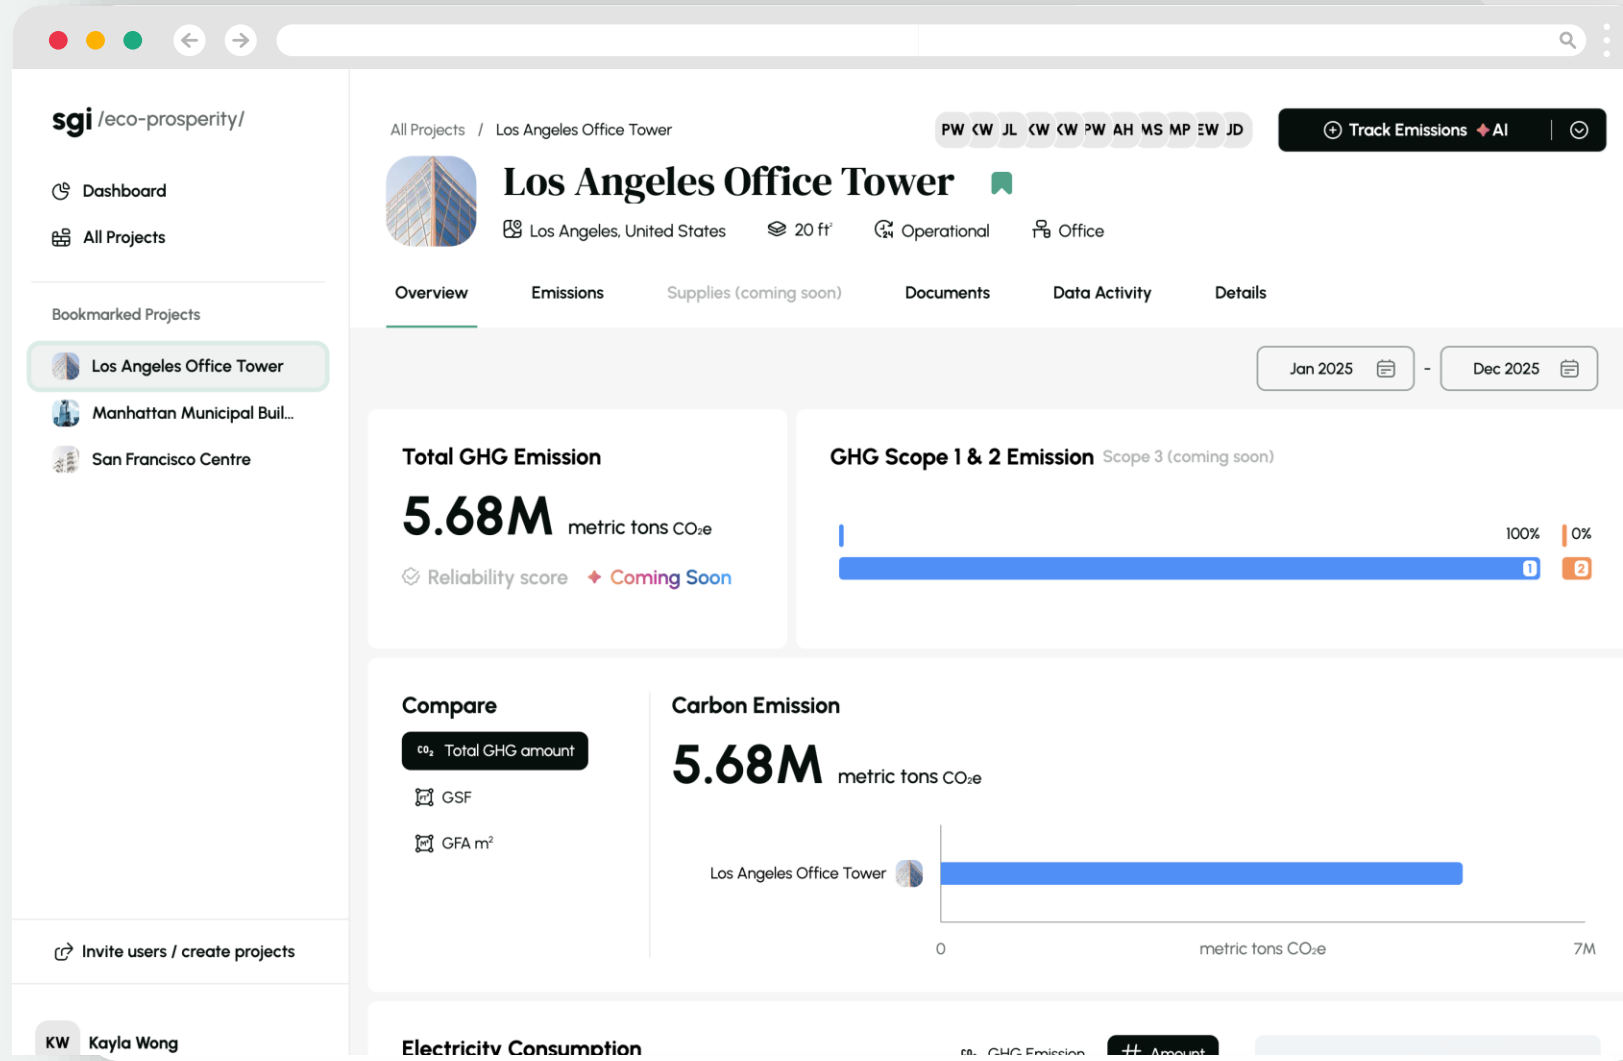 sgi /eco-prosperity/
Dashboard
All Projects
Bookmarked Projects
Los Angeles Office Tower
Manhattan Municipal Buil...
San Francisco Centre
Invite users / create projects
KW Kayla Wong
All Projects / Los Angeles Office Tower
PW KW JL KW KW PW AH MS MP EW JD
Track Emissions AI
Los Angeles Office Tower
Los Angeles, United States 20 ft² Operational Office
Overview Emissions Supplies (coming soon) Documents Data Activity Details
Jan 2025 - Dec 2025
Total GHG Emission
5.68M metric tons CO₂e
Reliability score Coming Soon
GHG Scope 1 & 2 Emission Scope 3 (coming soon)
100% 0%
1 2
Compare
CO₂ Total GHG amount
GSF
GFA m²
Carbon Emission
5.68M metric tons CO₂e
Los Angeles Office Tower
0 metric tons CO₂e 7M
Electricity Consumption
CO₂ GHG Emission # Amount